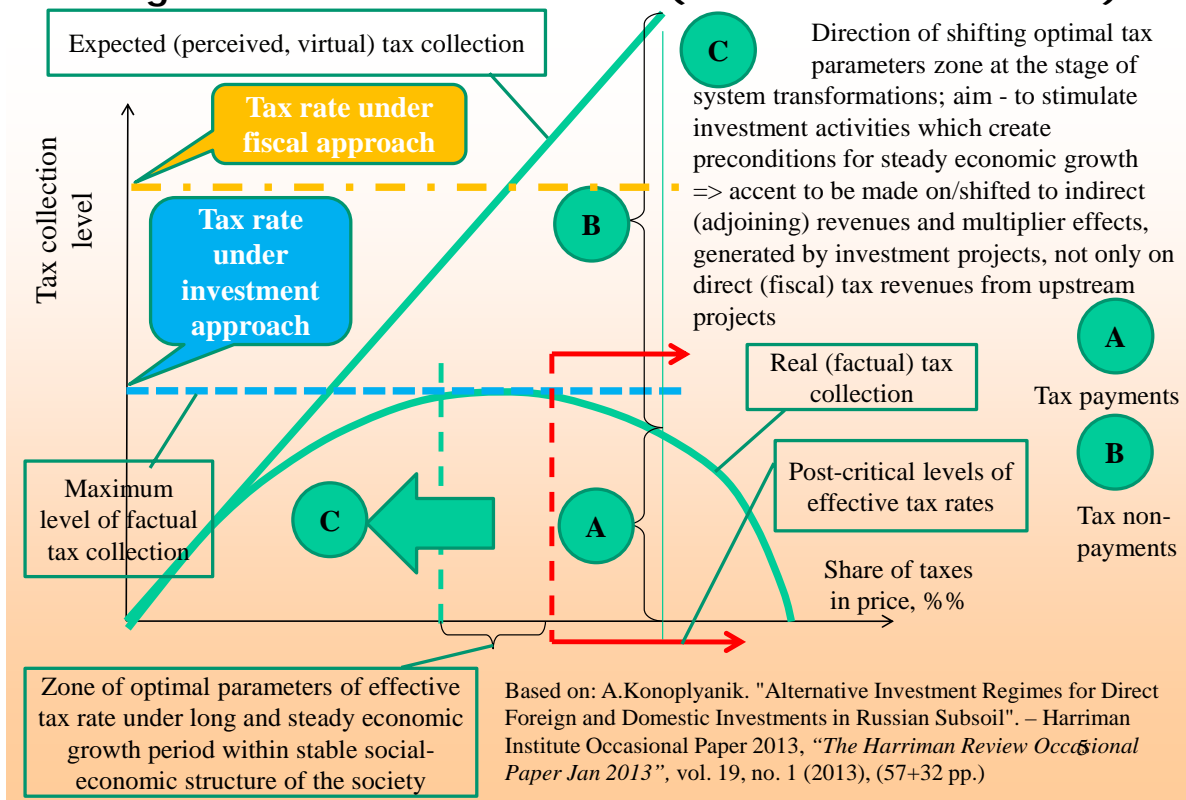 Expected (perceived, virtual) tax collection
C
Direction of shifting optimal tax
parameters zone at the stage of
system transformations; aim - to stimulate
investment activities which create
preconditions for steady economic growth
=> accent to be made on/shifted to indirect
(adjoining) revenues and multiplier effects,
generated by investment projects, not only on
direct (fiscal) tax revenues from upstream
projects
Tax rate under
fiscal approach
Tax collection
level
Tax rate
under
investment
approach
B
A
Tax payments
B
Tax non-
payments
Real (factual) tax
collection
Post-critical levels of
effective tax rates
Maximum
level of factual
tax collection
C
A
Share of taxes
in price, %%
Zone of optimal parameters of effective
tax rate under long and steady economic
growth period within stable social-
economic structure of the society
Based on: A.Konoplyanik. "Alternative Investment Regimes for Direct
Foreign and Domestic Investments in Russian Subsoil". – Harriman
Institute Occasional Paper 2013, “The Harriman Review Occasional
Paper Jan 2013”, vol. 19, no. 1 (2013), (57+32 pp.)
5